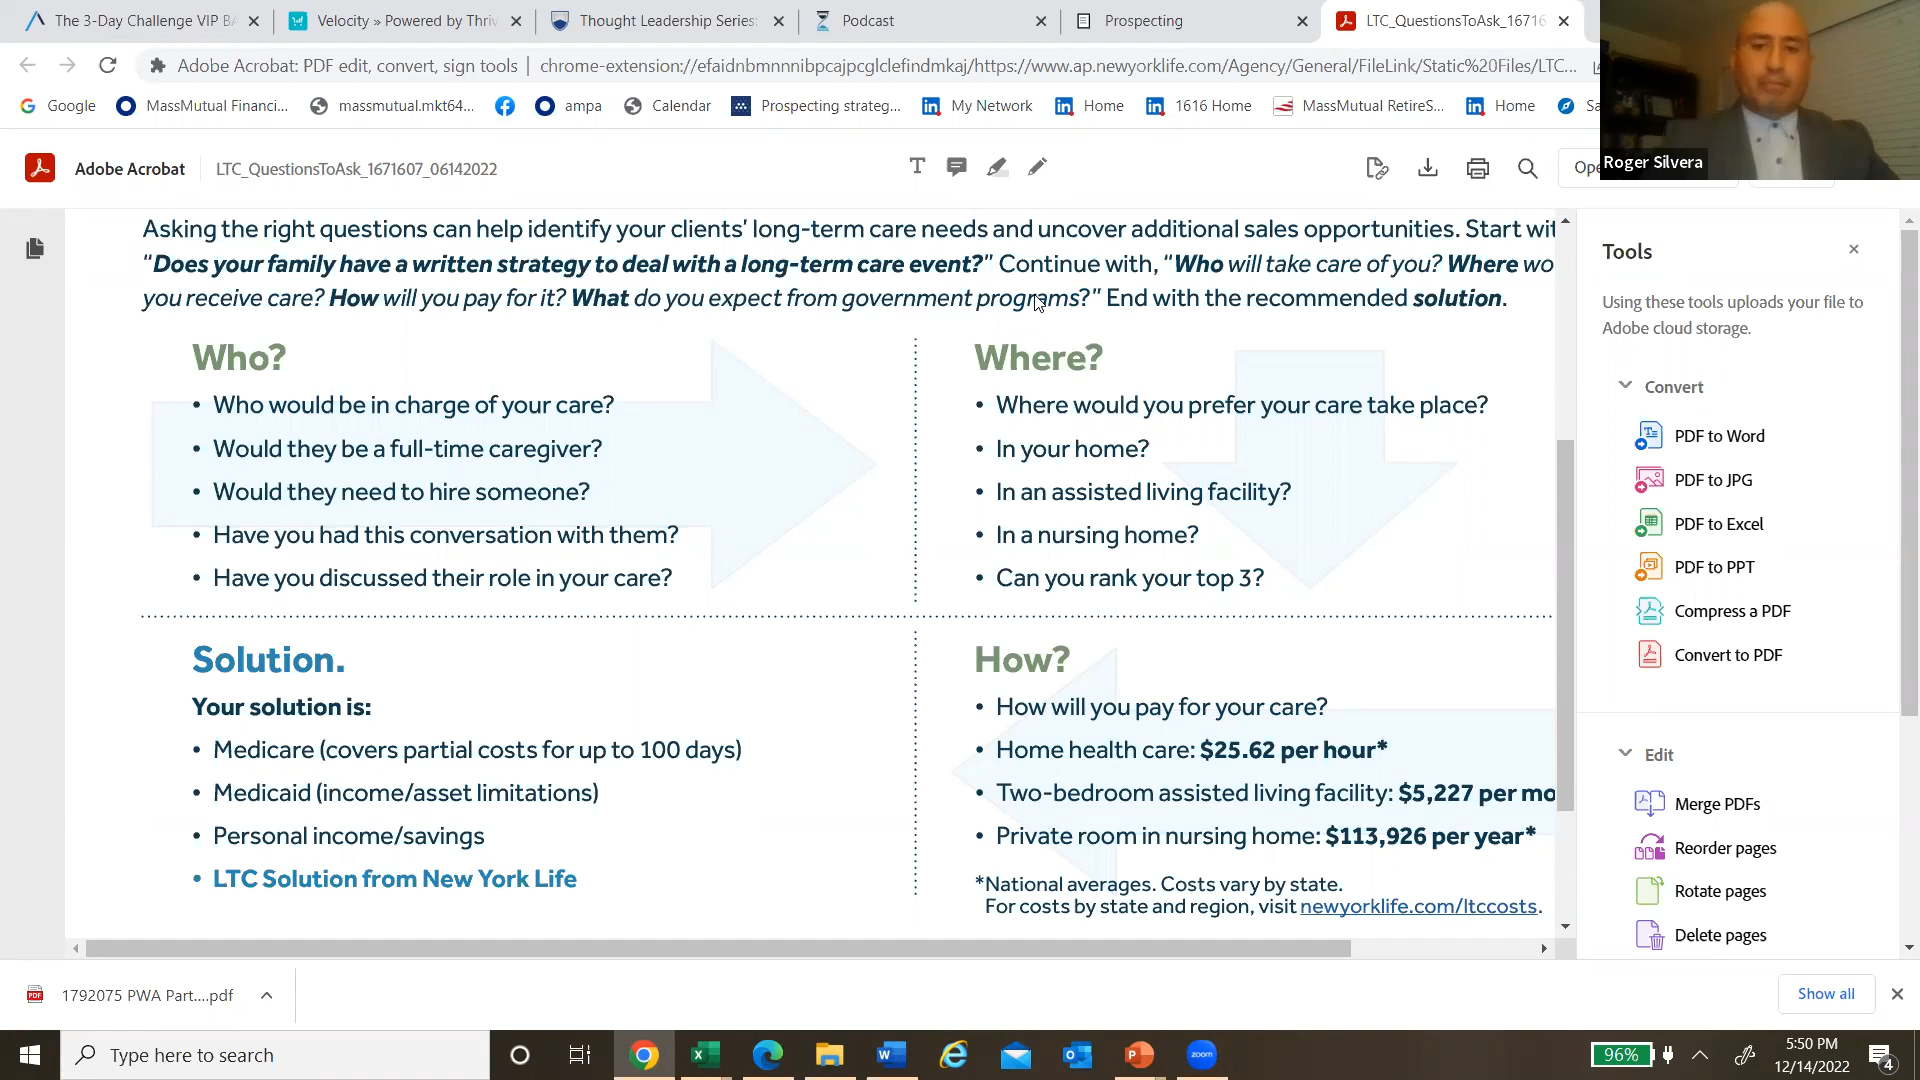 The 3-Day Challenge VIP BA
Velocity » Powered by Thriv
Thought Leadership Series:
Podcast
Prospecting
LTC_QuestionsToAsk_16716
Adobe Acrobat: PDF edit, convert, sign tools
chrome-extension://efaidnbmnnnibpcajpcglclefindmkaj/https://www.ap.newyorklife.com/Agency/General/FileLink/Static%20Files/LTC...
Google
MassMutual Financi...
massmutual.mkt64...
ampa
Calendar
Prospecting strateg...
My Network
Home
1616 Home
MassMutual RetireS...
Home
Sa
Roger Silvera
Adobe Acrobat
LTC_QuestionsToAsk_1671607_06142022
Ope
Asking the right questions can help identify your clients' long-term care needs and uncover additional sales opportunities. Start wit
"Does your family have a written strategy to deal with a long-term care event?" Continue with, "Who will take care of you? Where wo
you receive care? How will you pay for it? What do you expect from government programs?" End with the recommended solution.
Who?
• Who would be in charge of your care?
• Would they be a full-time caregiver?
• Would they need to hire someone?
• Have you had this conversation with them?
• Have you discussed their role in your care?
Where?
• Where would you prefer your care take place?
• In your home?
• In an assisted living facility?
• In a nursing home?
• Can you rank your top 3?
Solution.
Your solution is:
• Medicare (covers partial costs for up to 100 days)
• Medicaid (income/asset limitations)
• Personal income/savings
• LTC Solution from New York Life
How?
• How will you pay for your care?
• Home health care: $25.62 per hour*
• Two-bedroom assisted living facility: $5,227 per mo
• Private room in nursing home: $113,926 per year*
*National averages. Costs vary by state.
For costs by state and region, visit newyorklife.com/ltccosts.
Tools
Using these tools uploads your file to
Adobe cloud storage.
Convert
PDF to Word
PDF to JPG
PDF to Excel
PDF to PPT
Compress a PDF
Convert to PDF
Edit
Merge PDFs
Reorder pages
Rotate pages
Delete pages
1792075 PWA Part....pdf
Show all
Type here to search
zoom
96%
5:50 PM
12/14/2022
4